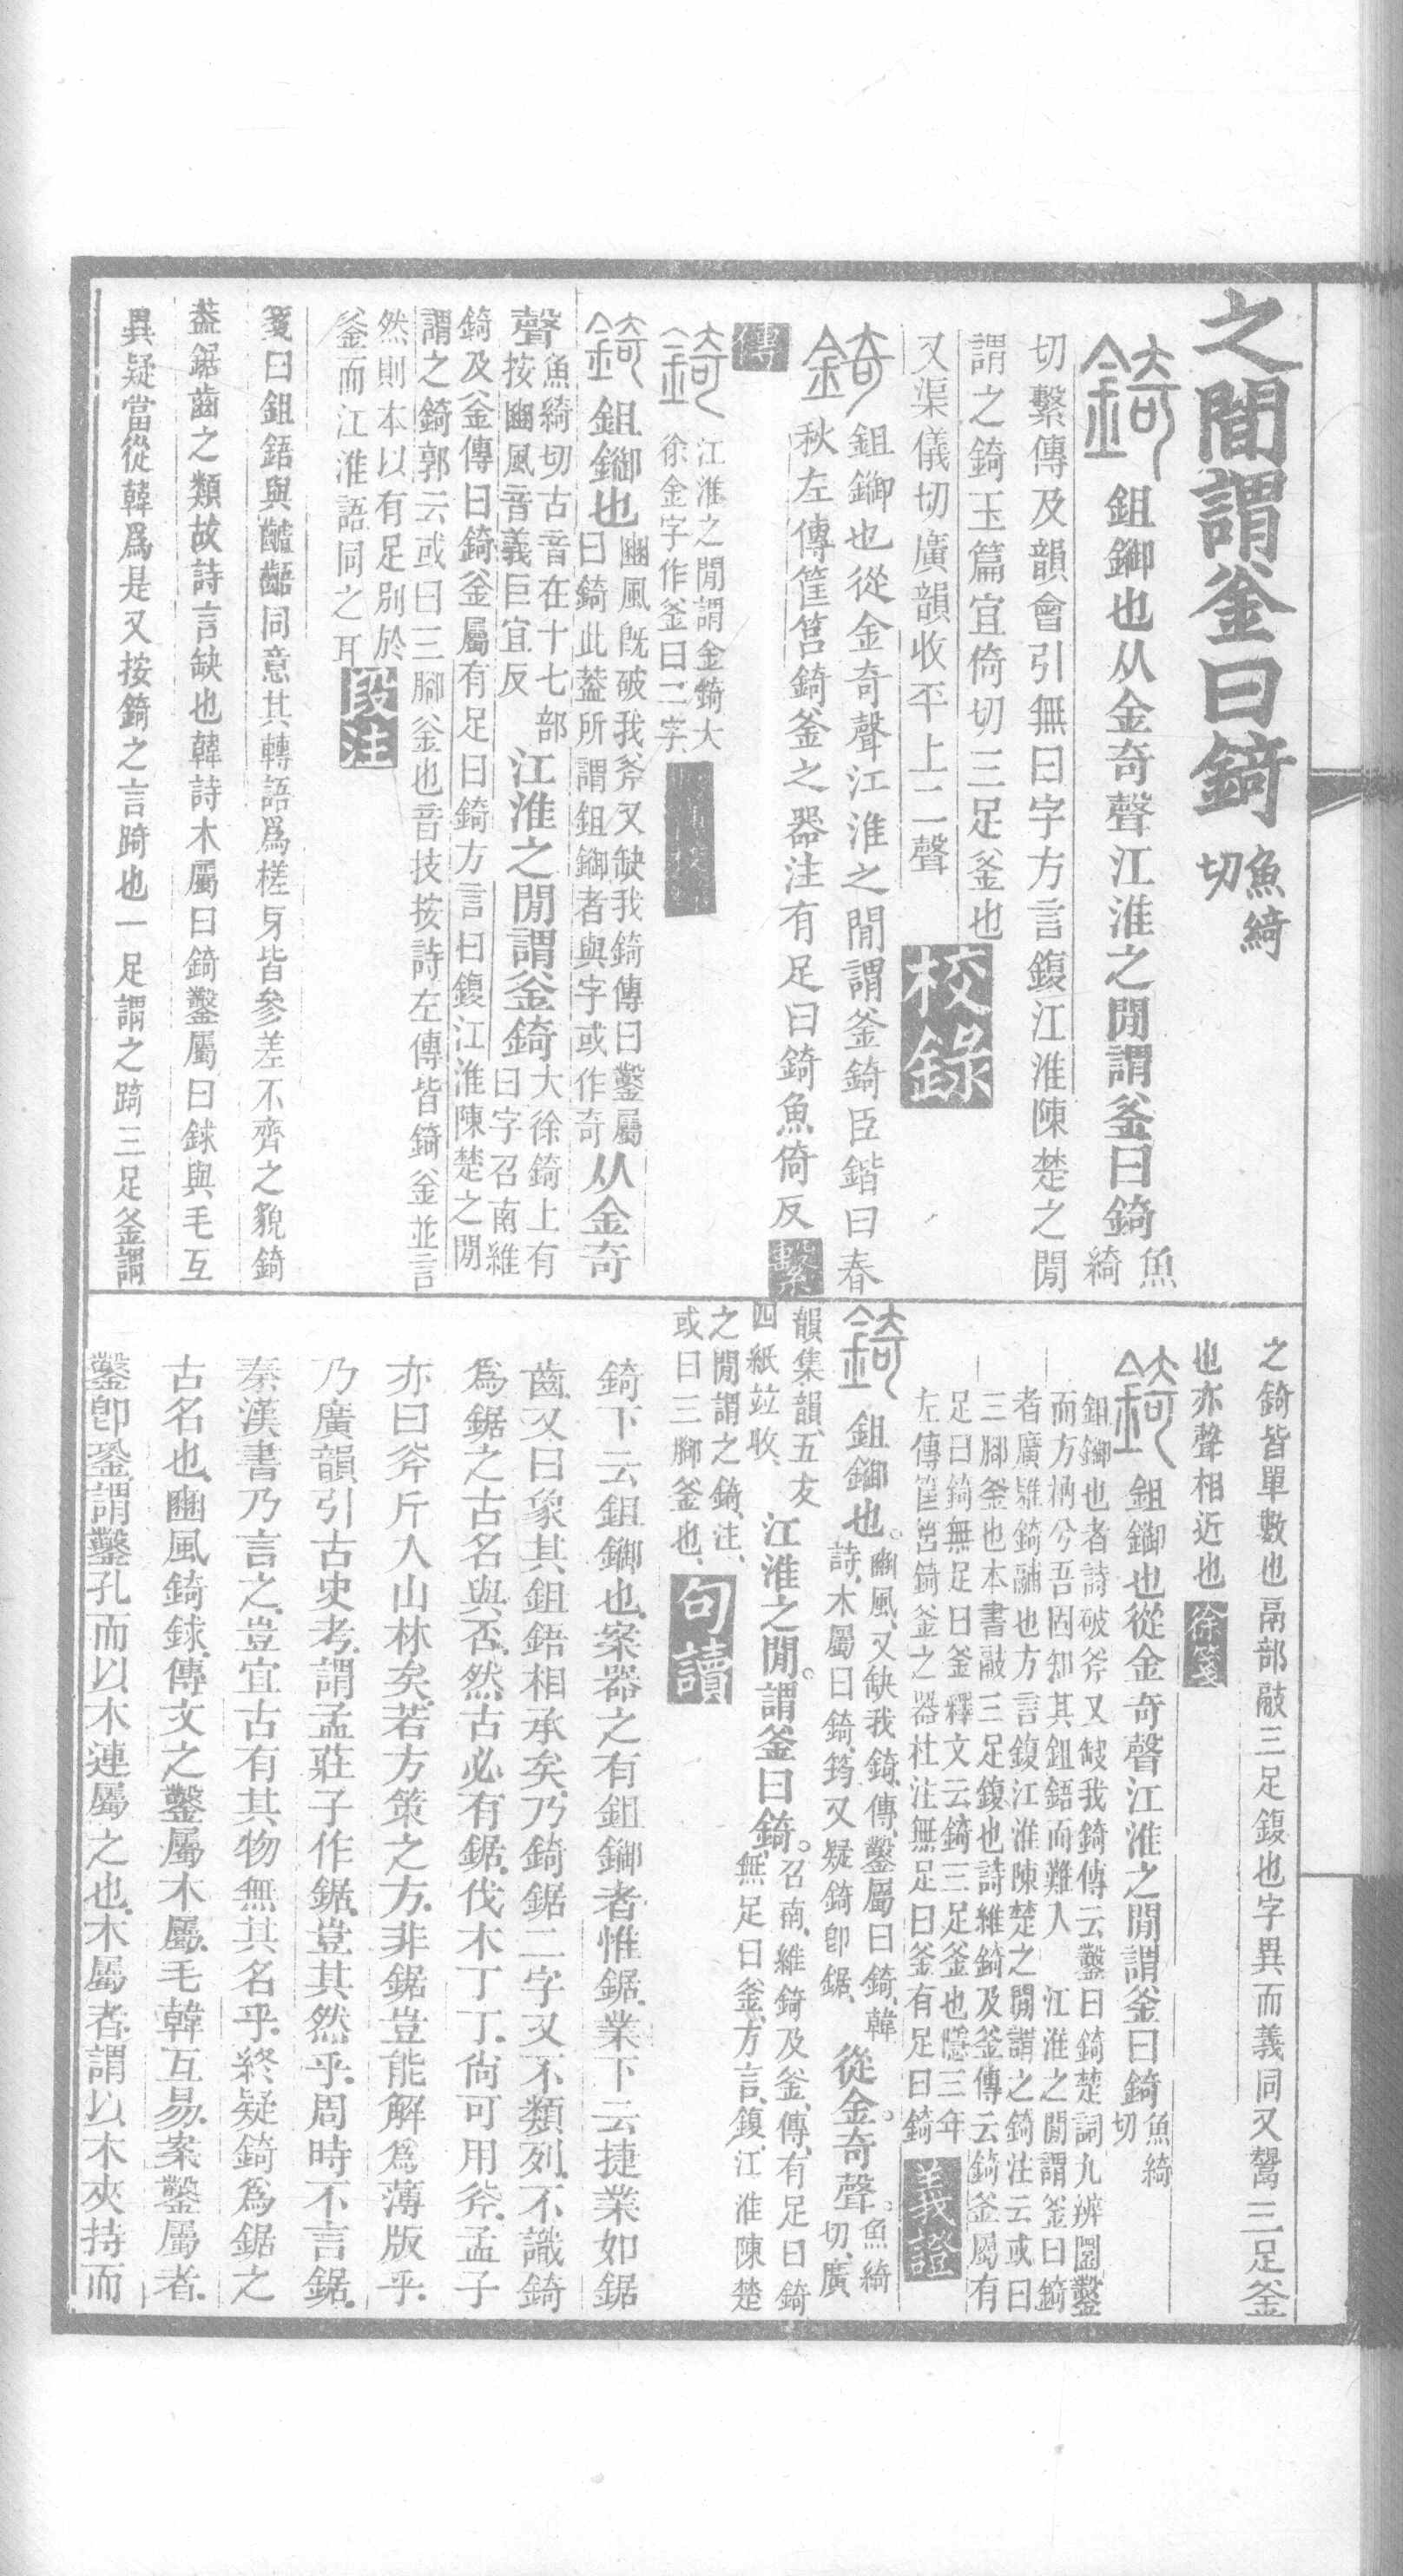 之閒謂釜曰錡魚綺切
錡鉏䥏也从金奇聲江淮之閒謂釜曰錡魚綺
切繫傳及韻會引無曰字方言鍑江淮陳楚之閒
謂之錡玉篇宜倚切三足釜也
又渠儀切廣韻收平上二聲校錄
錡鉏䥏也從金奇聲江淮之閒謂釜錡臣鍇曰春
秋左傳筐筥錡釜之器注有足曰錡魚倚反繫
傳
錡江淮之閒謂金錡大
徐金字作釜曰二字
錡鉏䥏也豳風旣破我斧又缺我錡傳曰鑿屬
曰錡此蓋所謂鉏䥏者與字或作奇从金奇
聲魚綺切古音在十七部
按豳風音義巨宜反江淮之閒謂釜錡大徐錡上有
曰字召南維
錡及釜傳曰錡釜屬有足曰錡方言曰鍑江淮陳楚之閒
謂之錡郭云或曰三腳釜也音技按詩左傳皆錡釜並言
然則本以有足別於
釜而江淮語同之耳段注
箋曰鉏鋙與齟齬同意其轉語爲槎牙皆參差不齊之貌錡
蓋鋸齒之類故詩言缺也韓詩木屬曰錡鑿屬曰銶與毛互
異疑當從韓爲是又按錡之言踦也一足謂之踦三足釜謂
之錡皆單數也鬲部䰙三足鍑也字異而義同又鬹三足釜
也亦聲相近也徐箋
錡鉏䥏也從金奇聲江淮之閒謂釜曰錡魚綺
切
鉏䥏也者詩破斧又缺我錡傳云鑿曰錡楚詞九辨圜鑿
而方枘兮吾固知其鉏鋙而難入 江淮之閒謂釜曰錡
者廣雅錡鬴也方言鍑江淮陳楚之閒謂之錡注云或曰
三腳釜也本書䰙三足鍑也詩維錡及釜傳云錡釜屬有
足曰錡無足曰釜釋文云錡三足釜也隱三年
左傳筐筥錡釜之器杜注無足曰釜有足曰錡義證
錡鉏䥏也。豳風、又缺我錡、傳、鑿屬曰錡、韓
詩、木屬曰錡、筠又疑錡卽鋸、從金。奇聲。魚綺
切、廣
韻集韻、五支
四紙竝收、江淮之閒。謂釜曰錡。召南、維錡及釜、傳、有足曰錡
無足曰釜、方言、鍑、江淮陳楚
之閒謂之錡、注、
或曰三腳釜也、句讀
錡下云鉏䥏也、案器之有鉏䥏者惟鋸、業下云捷業如鋸
齒、又曰象其鉏鋙相承矣、乃錡鋸二字又不類列、不識錡
爲鋸之古名與否、然古必有鋸、伐木丁丁、尙可用斧、孟子
亦曰斧斤入山林矣、若方策之方、非鋸豈能解爲薄版乎、
乃廣韻引古史考、謂孟莊子作鋸、豈其然乎、周時不言鋸、
秦漢書乃言之、豈宜古有其物無其名乎、終疑錡爲鋸之
古名也、豳風錡銶、傳文之鑿屬木屬、毛韓互易、案鑿屬者、
鑿卽銎、謂鑿孔而以木連屬之也、木屬者、謂以木夾持而